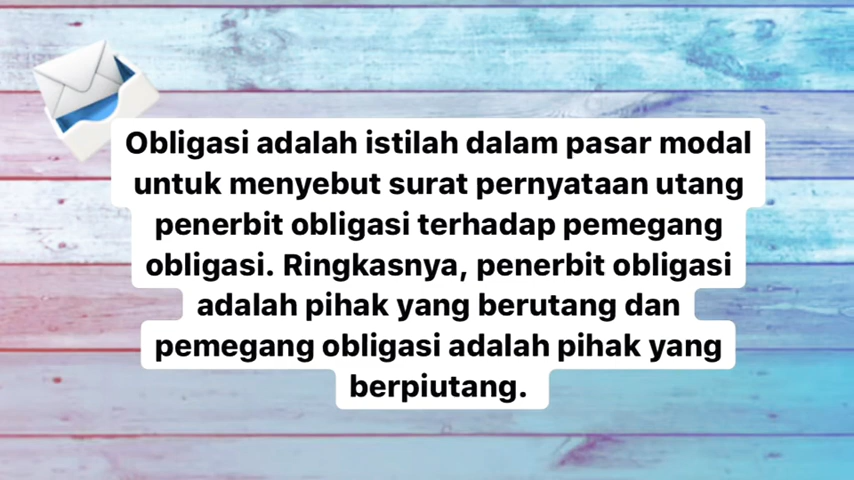 Obligasi adalah istilah dalam pasar modal
untuk menyebut surat pernyataan utang
penerbit obligasi terhadap pemegang
obligasi. Ringkasnya, penerbit obligasi
adalah pihak yang berutang dan
pemegang obligasi adalah pihak yang
berpiutang.